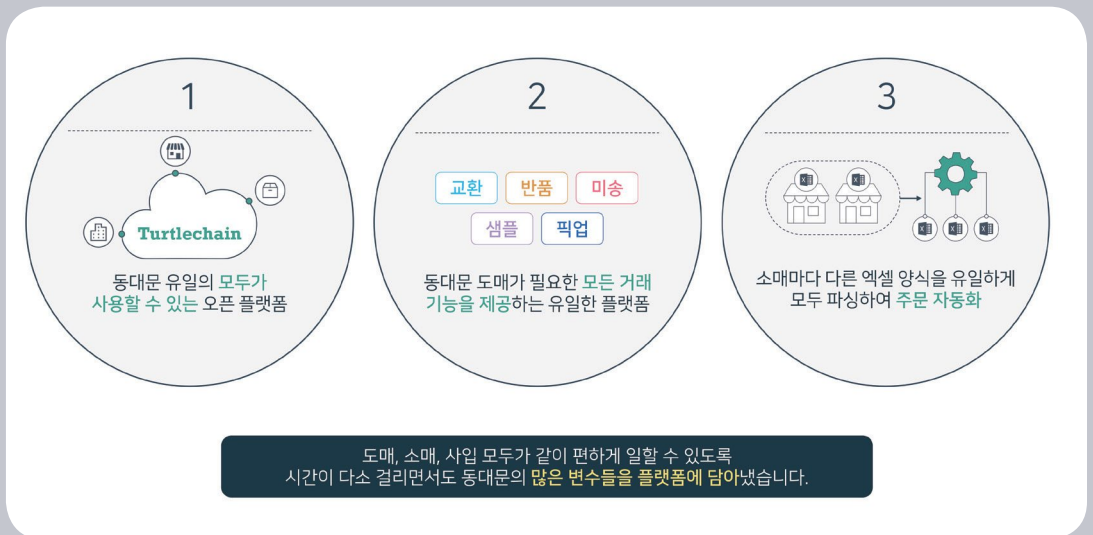 1
Turtlechain
동대문 유일의 모두가
사용할 수 있는 오픈 플랫폼
2
교환 반품 미송
샘플 픽업
동대문 도매가 필요한 모든 거래
기능을 제공하는 유일한 플랫폼
3
소매마다 다른 엑셀 양식을 유일하게
모두 파싱하여 주문 자동화
도매, 소매, 사입 모두가 같이 편하게 일할 수 있도록
시간이 다소 걸리면서도 동대문의 많은 변수들을 플랫폼에 담아냈습니다.